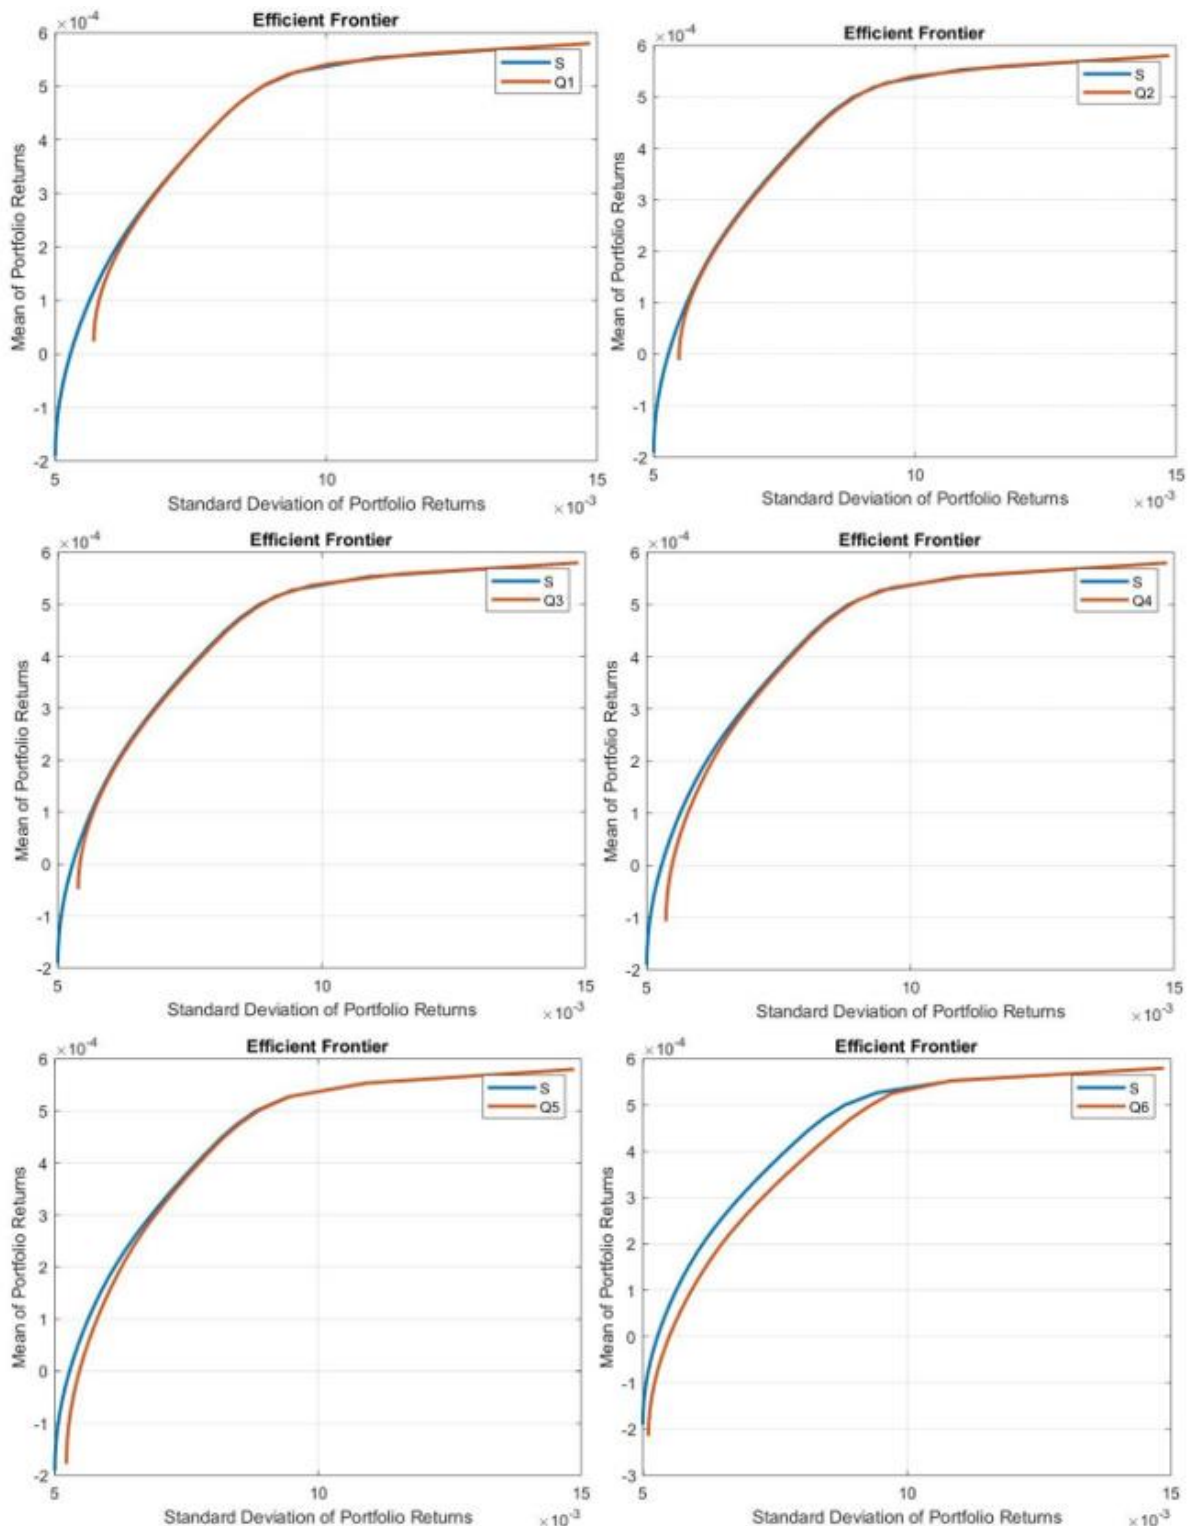 Efficient Frontier
×10-4
6
5
4
3
2
1
0
-1
-2
5
10
15
×10-3
Mean of Portfolio Returns
Standard Deviation of Portfolio Returns
S
Q1
Efficient Frontier
×10-4
6
5
4
3
2
1
0
-1
-2
5
10
15
×10-3
Mean of Portfolio Returns
Standard Deviation of Portfolio Returns
S
Q2
Efficient Frontier
×10-4
6
5
4
3
2
1
0
-1
-2
5
10
15
×10-3
Mean of Portfolio Returns
Standard Deviation of Portfolio Returns
S
Q3
Efficient Frontier
×10-4
6
5
4
3
2
1
0
-1
-2
5
10
15
×10-3
Mean of Portfolio Returns
Standard Deviation of Portfolio Returns
S
Q4
Efficient Frontier
×10-4
6
5
4
3
2
1
0
-1
-2
5
10
15
×10-3
Mean of Portfolio Returns
Standard Deviation of Portfolio Returns
S
Q5
Efficient Frontier
×10-4
6
5
4
3
2
1
0
-1
-2
-3
5
10
15
×10-3
Mean of Portfolio Returns
Standard Deviation of Portfolio Returns
S
Q6